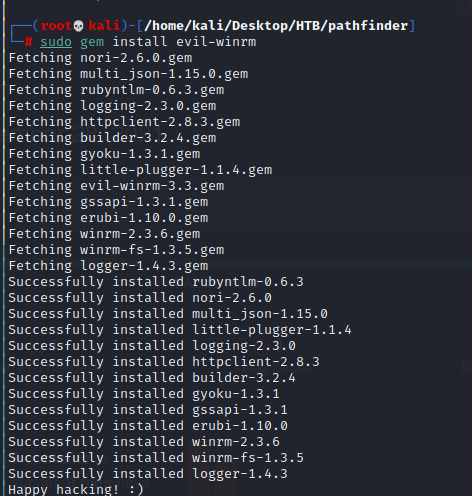 (root💀kali)-[/home/kali/Desktop/HTB/pathfinder]
# sudo gem install evil-winrm
Fetching nori-2.6.0.gem
Fetching multi_json-1.15.0.gem
Fetching rubyntlm-0.6.3.gem
Fetching logging-2.3.0.gem
Fetching httpclient-2.8.3.gem
Fetching builder-3.2.4.gem
Fetching gyoku-1.3.1.gem
Fetching little-plugger-1.1.4.gem
Fetching evil-winrm-3.3.gem
Fetching gssapi-1.3.1.gem
Fetching erubi-1.10.0.gem
Fetching winrm-2.3.6.gem
Fetching winrm-fs-1.3.5.gem
Fetching logger-1.4.3.gem
Successfully installed rubyntlm-0.6.3
Successfully installed nori-2.6.0
Successfully installed multi_json-1.15.0
Successfully installed little-plugger-1.1.4
Successfully installed logging-2.3.0
Successfully installed httpclient-2.8.3
Successfully installed builder-3.2.4
Successfully installed gyoku-1.3.1
Successfully installed gssapi-1.3.1
Successfully installed erubi-1.10.0
Successfully installed winrm-2.3.6
Successfully installed winrm-fs-1.3.5
Successfully installed logger-1.4.3
Happy hacking! :)